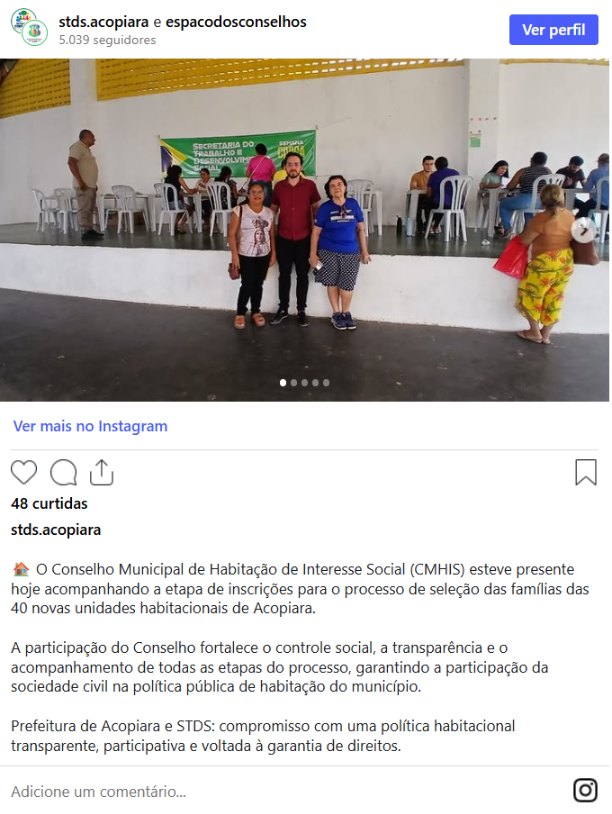 stds.acopiara e espacodosconselhos
5.039 seguidores
Ver perfil
SECRETARIA DO
TRABALHO E
DESENVOLVIMENTO
SOCIAL
SEMANA
Ver mais no Instagram
48 curtidas
stds.acopiara
O Conselho Municipal de Habitação de Interesse Social (CMHIS) esteve presente
hoje acompanhando a etapa de inscrições para o processo de seleção das famílias das
40 novas unidades habitacionais de Acopiara.
A participação do Conselho fortalece o controle social, a transparência e o
acompanhamento de todas as etapas do processo, garantindo a participação da
sociedade civil na política pública de habitação do município.
Prefeitura de Acopiara e STDS: compromisso com uma política habitacional
transparente, participativa e voltada à garantia de direitos.
Adicione um comentário...